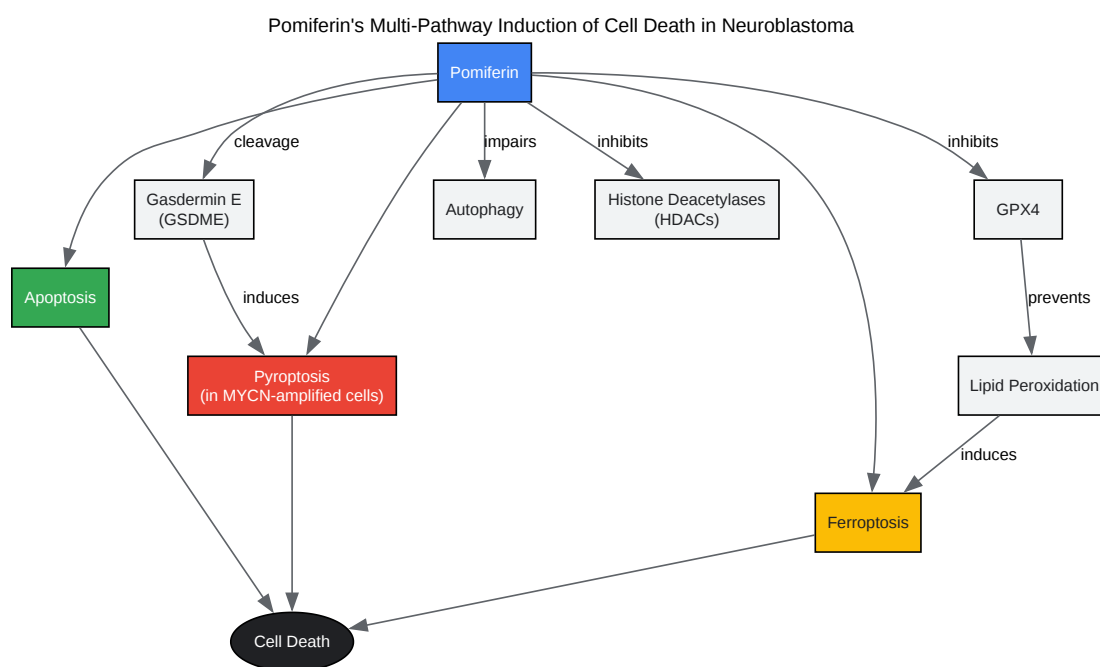 Pomiferin's Multi-Pathway Induction of Cell Death in Neuroblastoma
Pomiferin
cleavage
impairs
inhibits
inhibits
Gasdermin E
(GSDME)
Autophagy
Histone Deacetylases
(HDACs)
GPX4
Apoptosis
induces
prevents
Pyroptosis
(in MYCN-amplified cells)
Lipid Peroxidation
induces
Ferroptosis
Cell Death